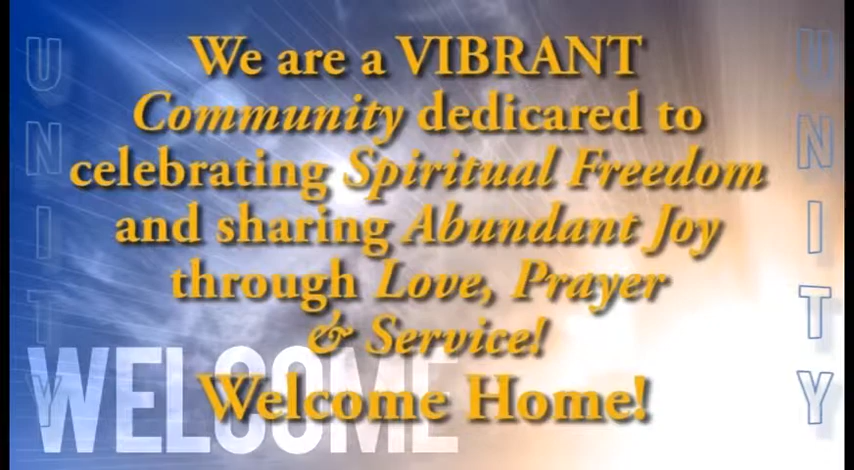 We are a VIBRANT
Community dedicared to
celebrating Spiritual Freedom
and sharing Abundant Joy
through Love, Prayer
& Service!
Welcome Home!
WELCOME
UNITY
UNITY